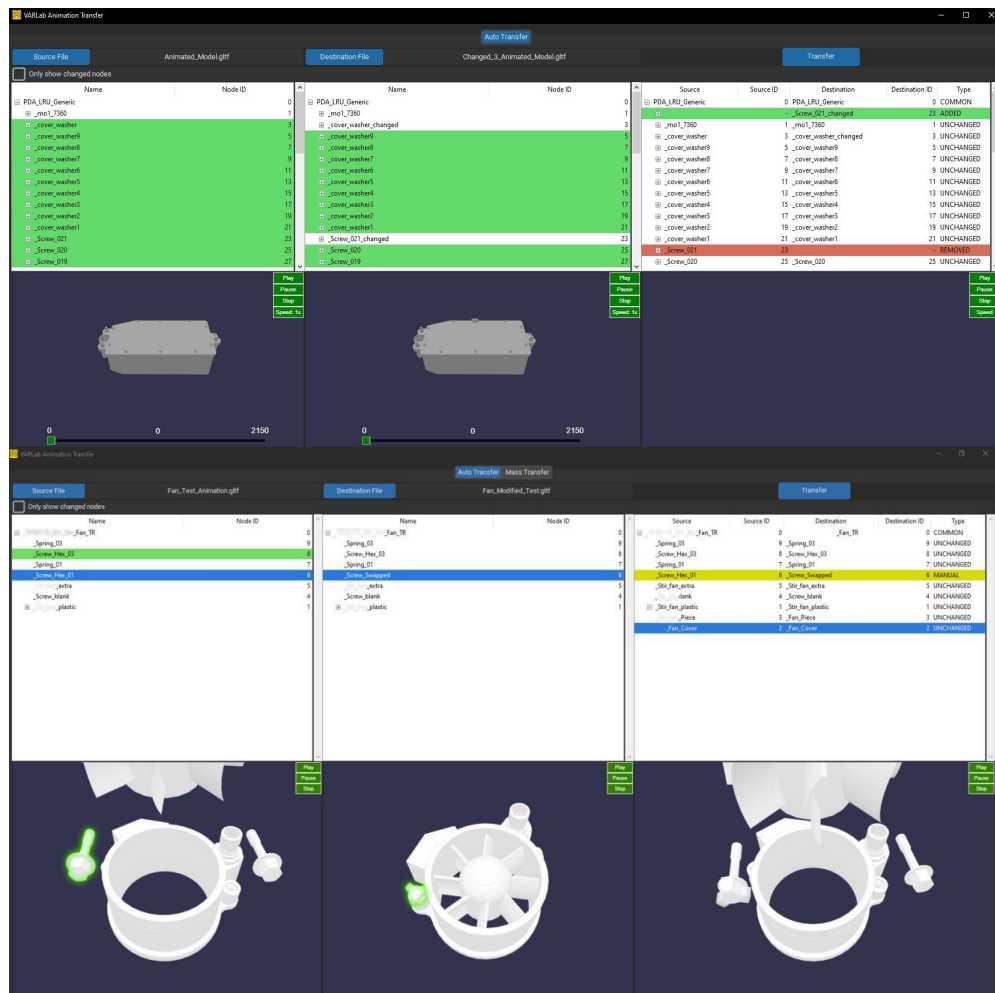 VARLab Animation Transfer
Auto Transfer
Source File Animated_Model.gltf Destination File Changed_3_Animated_Model.gltf Transfer
Only show changed nodes
Name Node ID Name Node ID Source Source ID Destination Destination ID Type
PDA_LRU_Generic 0 PDA_LRU_Generic 0 PDA_LRU_Generic 0 PDA_LRU_Generic 0 COMMON
_mo1_7360 1 _mo1_7360 1 - _Screw_021_changed 23 ADDED
_cover_washer 3 _cover_washer_changed 3 _mo1_7360 1 _mo1_7360 1 UNCHANGED
_cover_washer9 5 _cover_washer9 5 _cover_washer 3 _cover_washer_changed 3 UNCHANGED
_cover_washer8 7 _cover_washer8 7 _cover_washer9 5 _cover_washer9 5 UNCHANGED
_cover_washer7 9 _cover_washer7 9 _cover_washer8 7 _cover_washer8 7 UNCHANGED
_cover_washer6 11 _cover_washer6 11 _cover_washer7 9 _cover_washer7 9 UNCHANGED
_cover_washer5 13 _cover_washer5 13 _cover_washer6 11 _cover_washer6 11 UNCHANGED
_cover_washer4 15 _cover_washer4 15 _cover_washer5 13 _cover_washer5 13 UNCHANGED
_cover_washer3 17 _cover_washer3 17 _cover_washer4 15 _cover_washer4 15 UNCHANGED
_cover_washer2 19 _cover_washer2 19 _cover_washer3 17 _cover_washer3 17 UNCHANGED
_cover_washer1 21 _cover_washer1 21 _cover_washer2 19 _cover_washer2 19 UNCHANGED
_Screw_021 23 _Screw_021_changed 23 _cover_washer1 21 _cover_washer1 21 UNCHANGED
_Screw_020 25 _Screw_020 25 _Screw_021 23 - REMOVED
_Screw_019 27 _Screw_019 27 _Screw_020 25 _Screw_020 25 UNCHANGED
Play Play Play
Pause Pause Pause
Stop Stop Stop
Speed: 1x Speed: 1x Speed
0 0 2150 0 0 2150
VARLab Animation Transfer
Auto Transfer Mass Transfer
Source File Fan_Test_Animation.gltf Destination File Fan_Modified_Test.gltf Transfer
Only show changed nodes
Name Node ID Name Node ID Source Source ID Destination Destination ID Type
_Fan_TR 0 _Fan_TR 0 _Fan_TR 0 _Fan_TR 0 COMMON
_Spring_03 9 _Spring_03 9 _Spring_03 9 _Spring_03 9 UNCHANGED
_Screw_Hex_03 8 _Screw_Hex_03 8 _Screw_Hex_03 8 _Screw_Hex_03 8 UNCHANGED
_Spring_01 7 _Spring_01 7 _Spring_01 7 _Spring_01 7 UNCHANGED
_Screw_Hex_01 6 _Screw_Swapped 6 _Screw_Hex_01 6 _Screw_Swapped 6 MANUAL
_extra 5 _extra 5 _Stir_fan_extra 5 _Stir_fan_extra 5 UNCHANGED
_Screw_blank 4 _Screw_blank 4 lank 4 _Screw_blank 4 UNCHANGED
_plastic 1 _plastic 1 _Stir_fan_plastic 1 _Stir_fan_plastic 1 UNCHANGED
_Piece 3 _Fan_Piece 3 UNCHANGED
_Fan_Cover 2 _Fan_Cover 2 UNCHANGED
Play Play Play
Pause Pause Pause
Stop Stop Stop